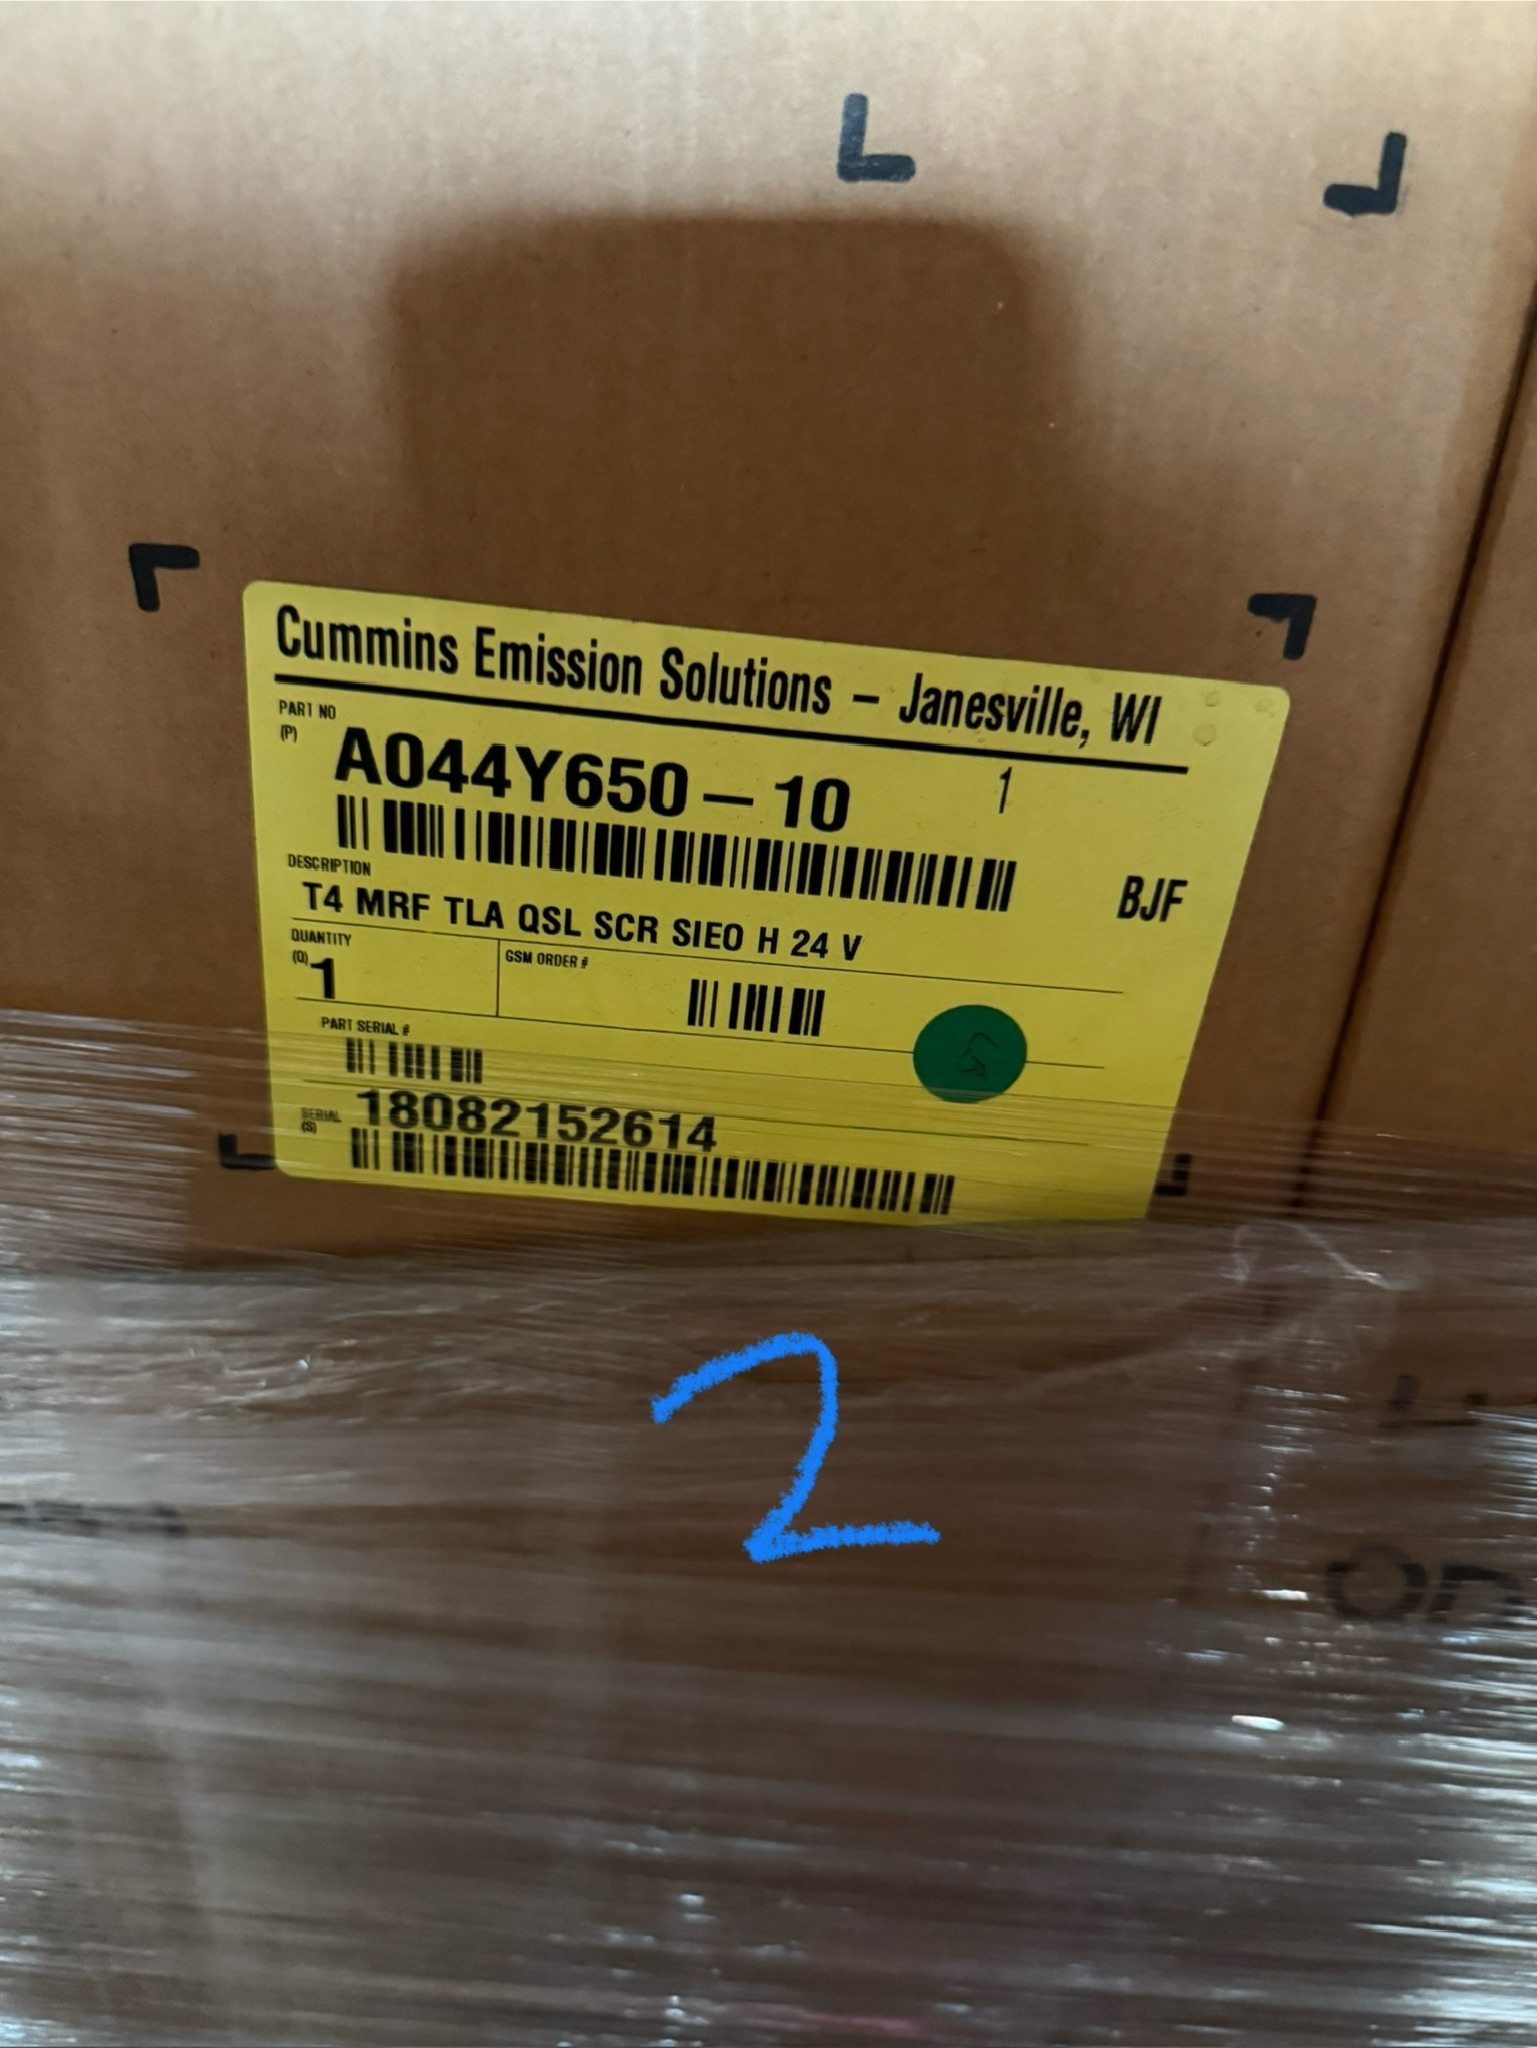 Cummins Emission Solutions – Janesville, WI
PART NO
(P)
A044Y650–10
1
BJF
DESCRIPTION
T4 MRF TLA QSL SCR SIEO H 24 V
QUANTITY
(Q)
1
GSM ORDER #
PART SERIAL #
SERIAL
(S)
18082152614
2